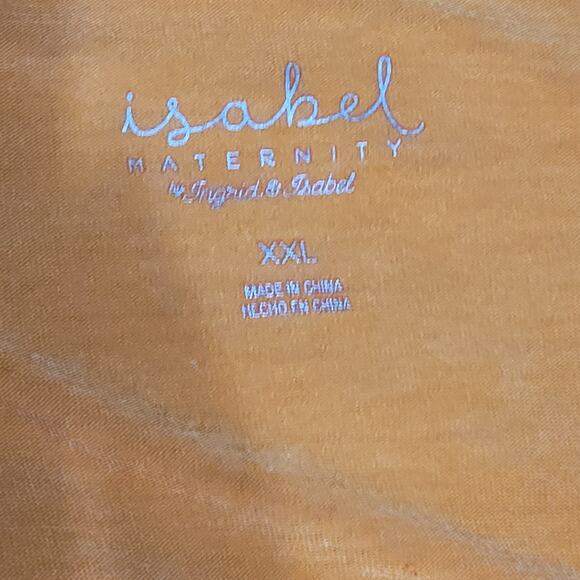 isabel
MATERNITY
by Ingrid & Isabel
XXL
MADE IN CHINA
HECHO EN CHINA